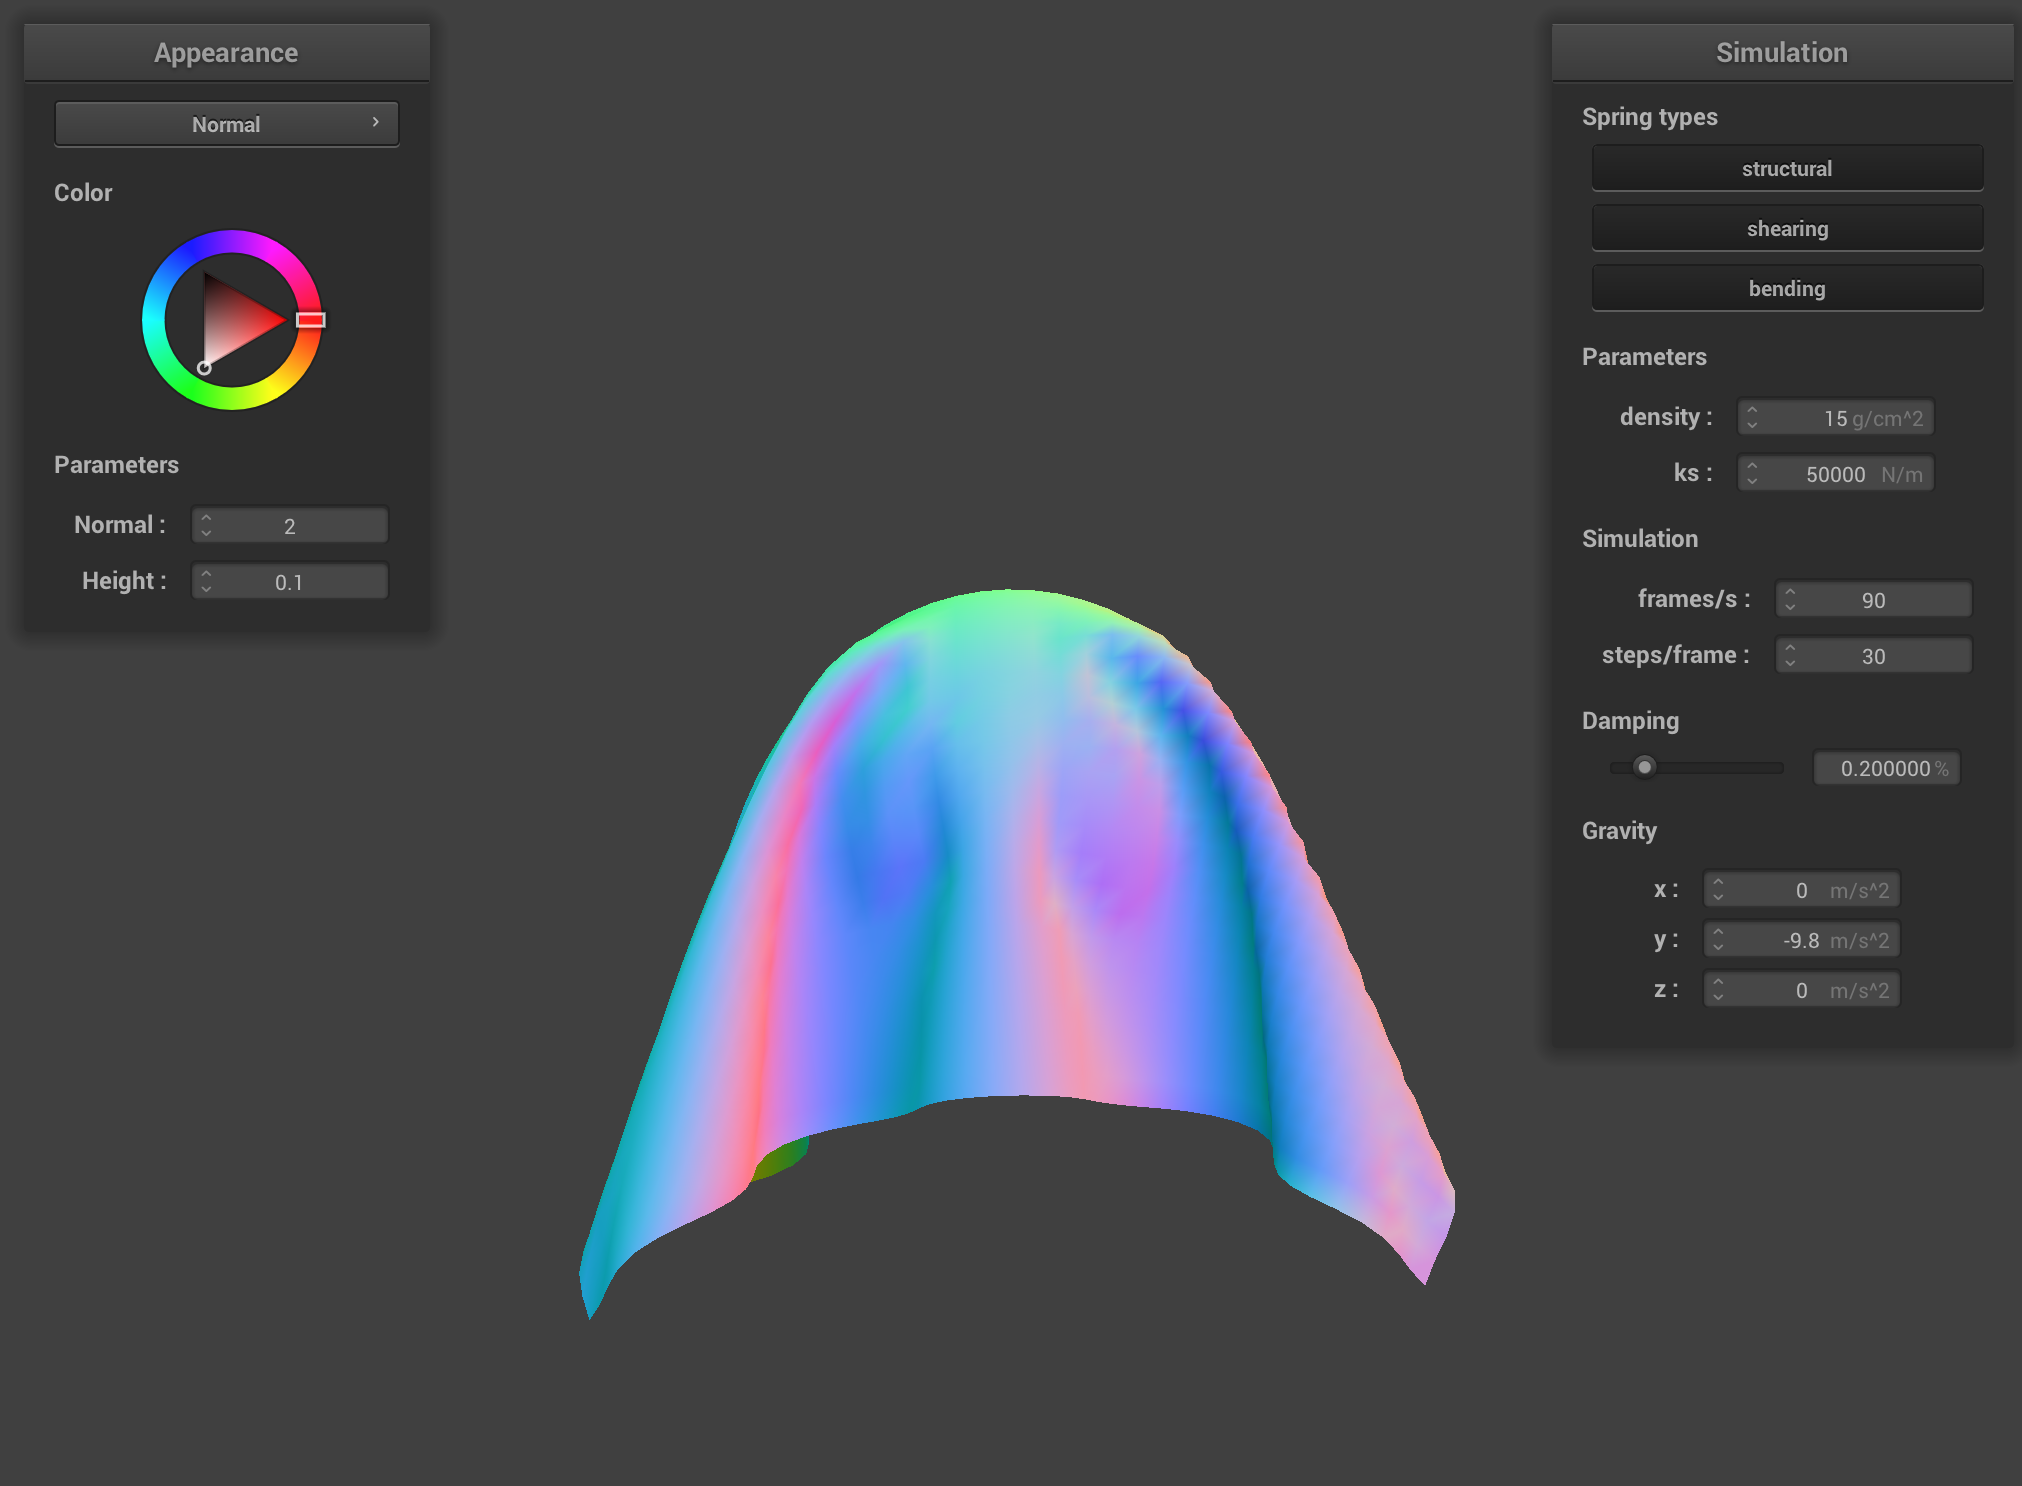 Appearance
Normal
Color
Parameters
Normal :
2
Height :
0.1
Simulation
Spring types
structural
shearing
bending
Parameters
density :
15 g/cm^2
ks :
50000 N/m
Simulation
frames/s :
90
steps/frame :
30
Damping
0.200000 %
Gravity
x :
0 m/s^2
y :
-9.8 m/s^2
z :
0 m/s^2